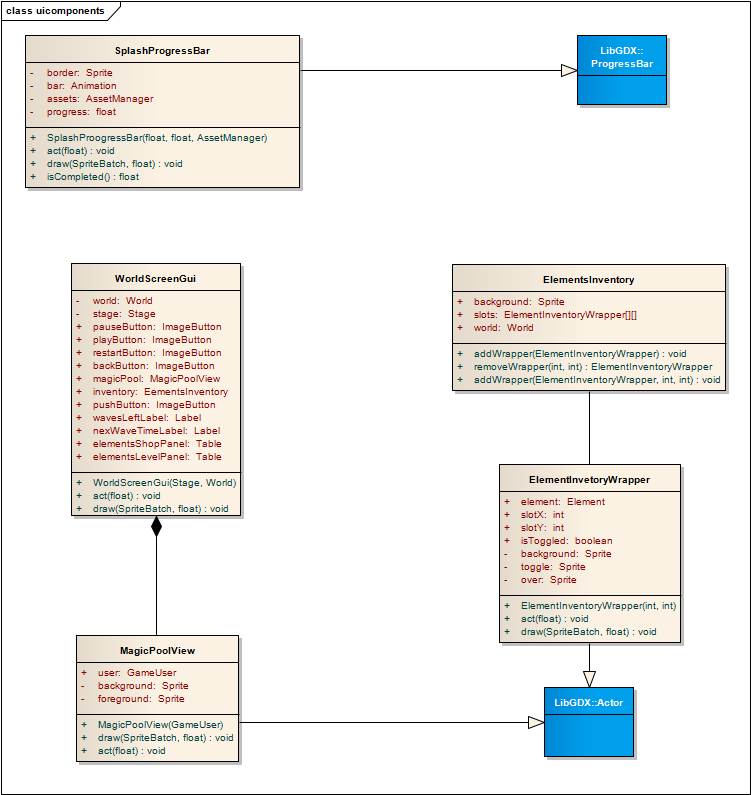 class uicomponents
SplashProgressBar
- border: Sprite
- bar: Animation
- assets: AssetManager
- progress: float
+ SplashProogressBar(float, float, AssetManager)
+ act(float) : void
+ draw(SpriteBatch, float) : void
+ isCompleted() : float
LibGDX::
ProgressBar
WorldScreenGui
- world: World
- stage: Stage
+ pauseButton: ImageButton
+ playButton: ImageButton
+ restartButton: ImageButton
+ backButton: ImageButton
+ magicPool: MagicPoolView
+ inventory: EementsInventory
+ pushButton: ImageButton
+ wavesLeftLabel: Label
+ nexWaveTimeLabel: Label
+ elementsShopPanel: Table
+ elementsLevelPanel: Table
+ WorldScreenGui(Stage, World)
+ act(float) : void
+ draw(SpriteBatch, float) : void
ElementsInventory
+ background: Sprite
+ slots: ElementInventoryWrapper[][]
+ world: World
+ addWrapper(ElementInventoryWrapper) : void
+ removeWrapper(int, int) : ElementInventoryWrapper
+ addWrapper(ElementInventoryWrapper, int, int) : void
ElementInvetoryWrapper
+ element: Element
+ slotX: int
+ slotY: int
+ isToggled: boolean
- background: Sprite
- toggle: Sprite
- over: Sprite
+ ElementInventoryWrapper(int, int)
+ act(float) : void
+ draw(SpriteBatch, float) : void
MagicPoolView
+ user: GameUser
- background: Sprite
- foreground: Sprite
+ MagicPoolView(GameUser)
+ draw(SpriteBatch, float) : void
+ act(float) : void
LibGDX::Actor